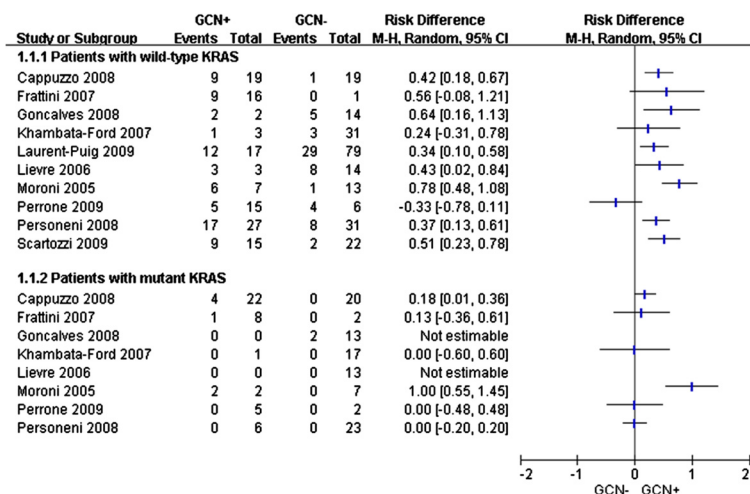 GCN+ GCN- Risk Difference Risk Difference
Study or Subgroup Events Total Events Total M-H, Random, 95% CI M-H, Random, 95% CI
1.1.1 Patients with wild-type KRAS
Cappuzzo 2008 9 19 1 19 0.42 [0.18, 0.67]
Frattini 2007 9 16 0 1 0.56 [-0.08, 1.21]
Goncalves 2008 2 2 5 14 0.64 [0.16, 1.13]
Khambata-Ford 2007 1 3 3 31 0.24 [-0.31, 0.78]
Laurent-Puig 2009 12 17 29 79 0.34 [0.10, 0.58]
Lievre 2006 3 3 8 14 0.43 [0.02, 0.84]
Moroni 2005 6 7 1 13 0.78 [0.48, 1.08]
Perrone 2009 5 15 4 6 -0.33 [-0.78, 0.11]
Personeni 2008 17 27 8 31 0.37 [0.13, 0.61]
Scartozzi 2009 9 15 2 22 0.51 [0.23, 0.78]
1.1.2 Patients with mutant KRAS
Cappuzzo 2008 4 22 0 20 0.18 [0.01, 0.36]
Frattini 2007 1 8 0 2 0.13 [-0.36, 0.61]
Goncalves 2008 0 0 2 13 Not estimable
Khambata-Ford 2007 0 1 0 17 0.00 [-0.60, 0.60]
Lievre 2006 0 0 0 13 Not estimable
Moroni 2005 2 2 0 7 1.00 [0.55, 1.45]
Perrone 2009 0 5 0 2 0.00 [-0.48, 0.48]
Personeni 2008 0 6 0 23 0.00 [-0.20, 0.20]
-2 -1 0 1 2
GCN- GCN+